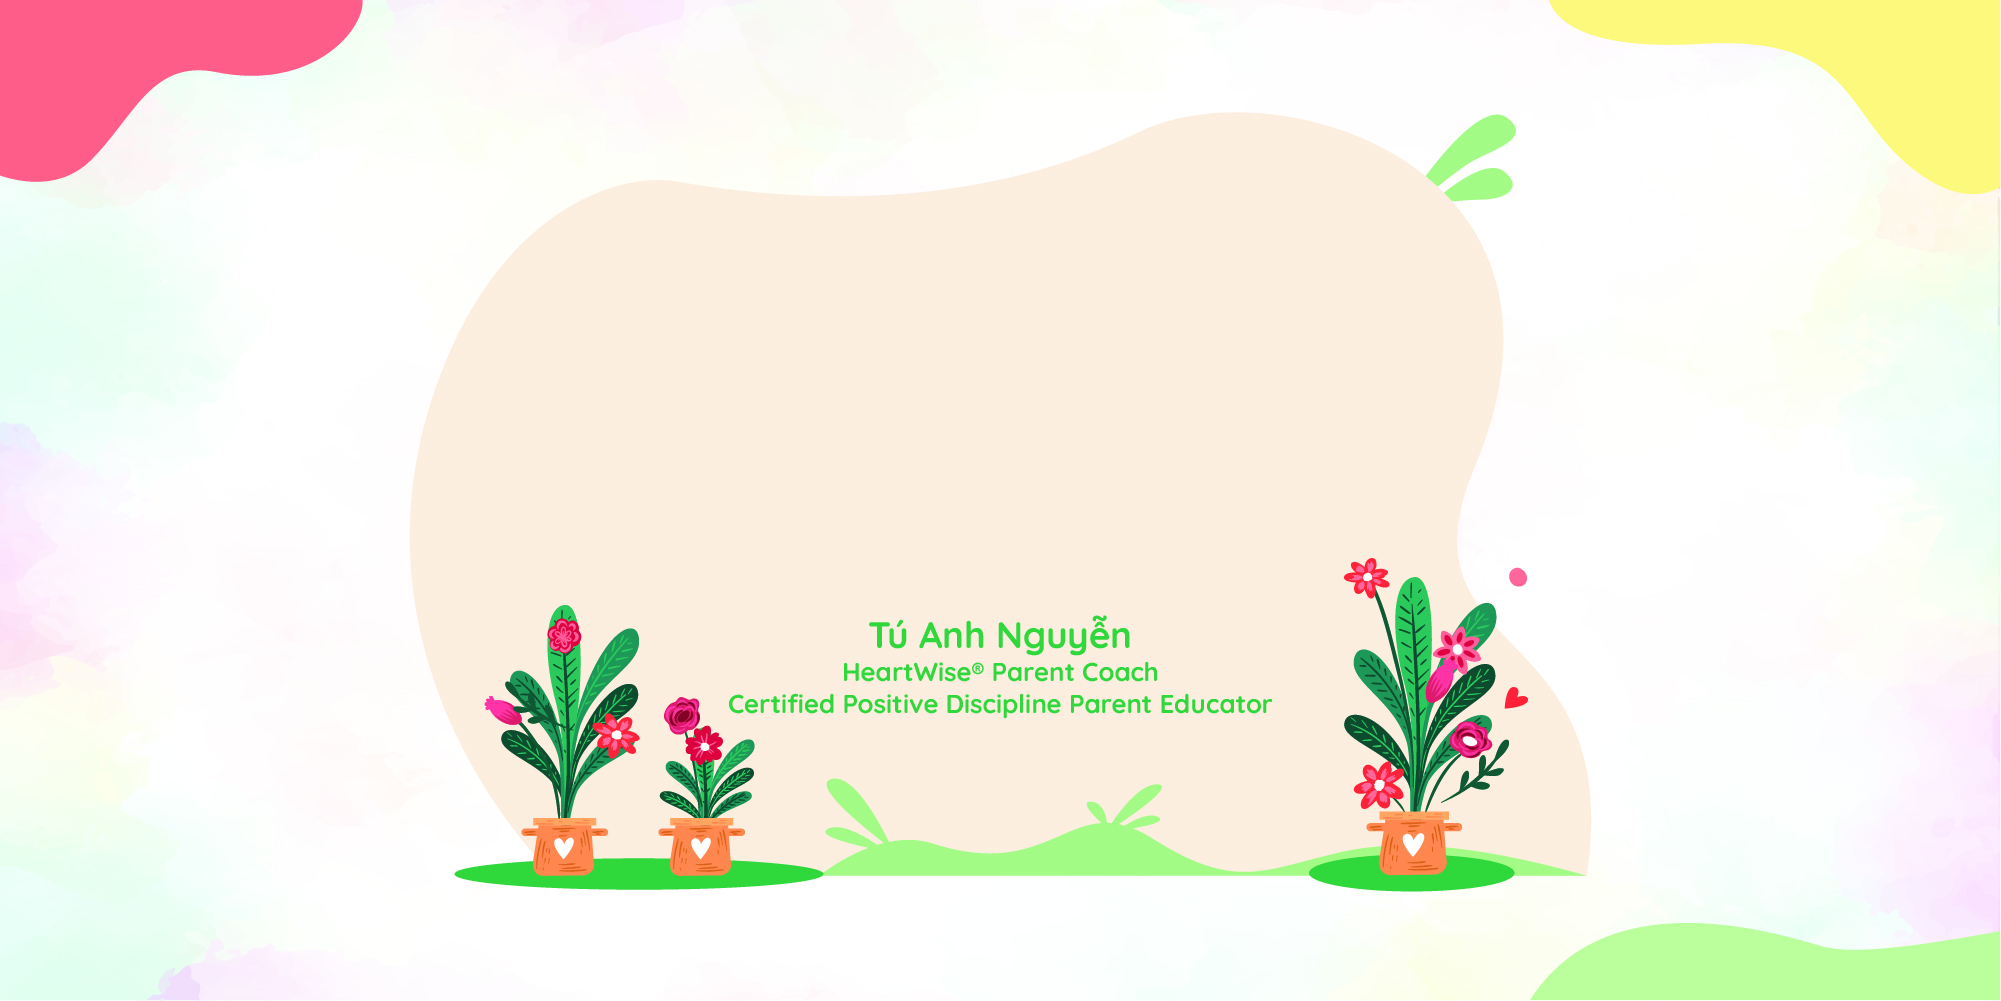 Tú Anh Nguyễn
HeartWise® Parent Coach
Certified Positive Discipline Parent Educator